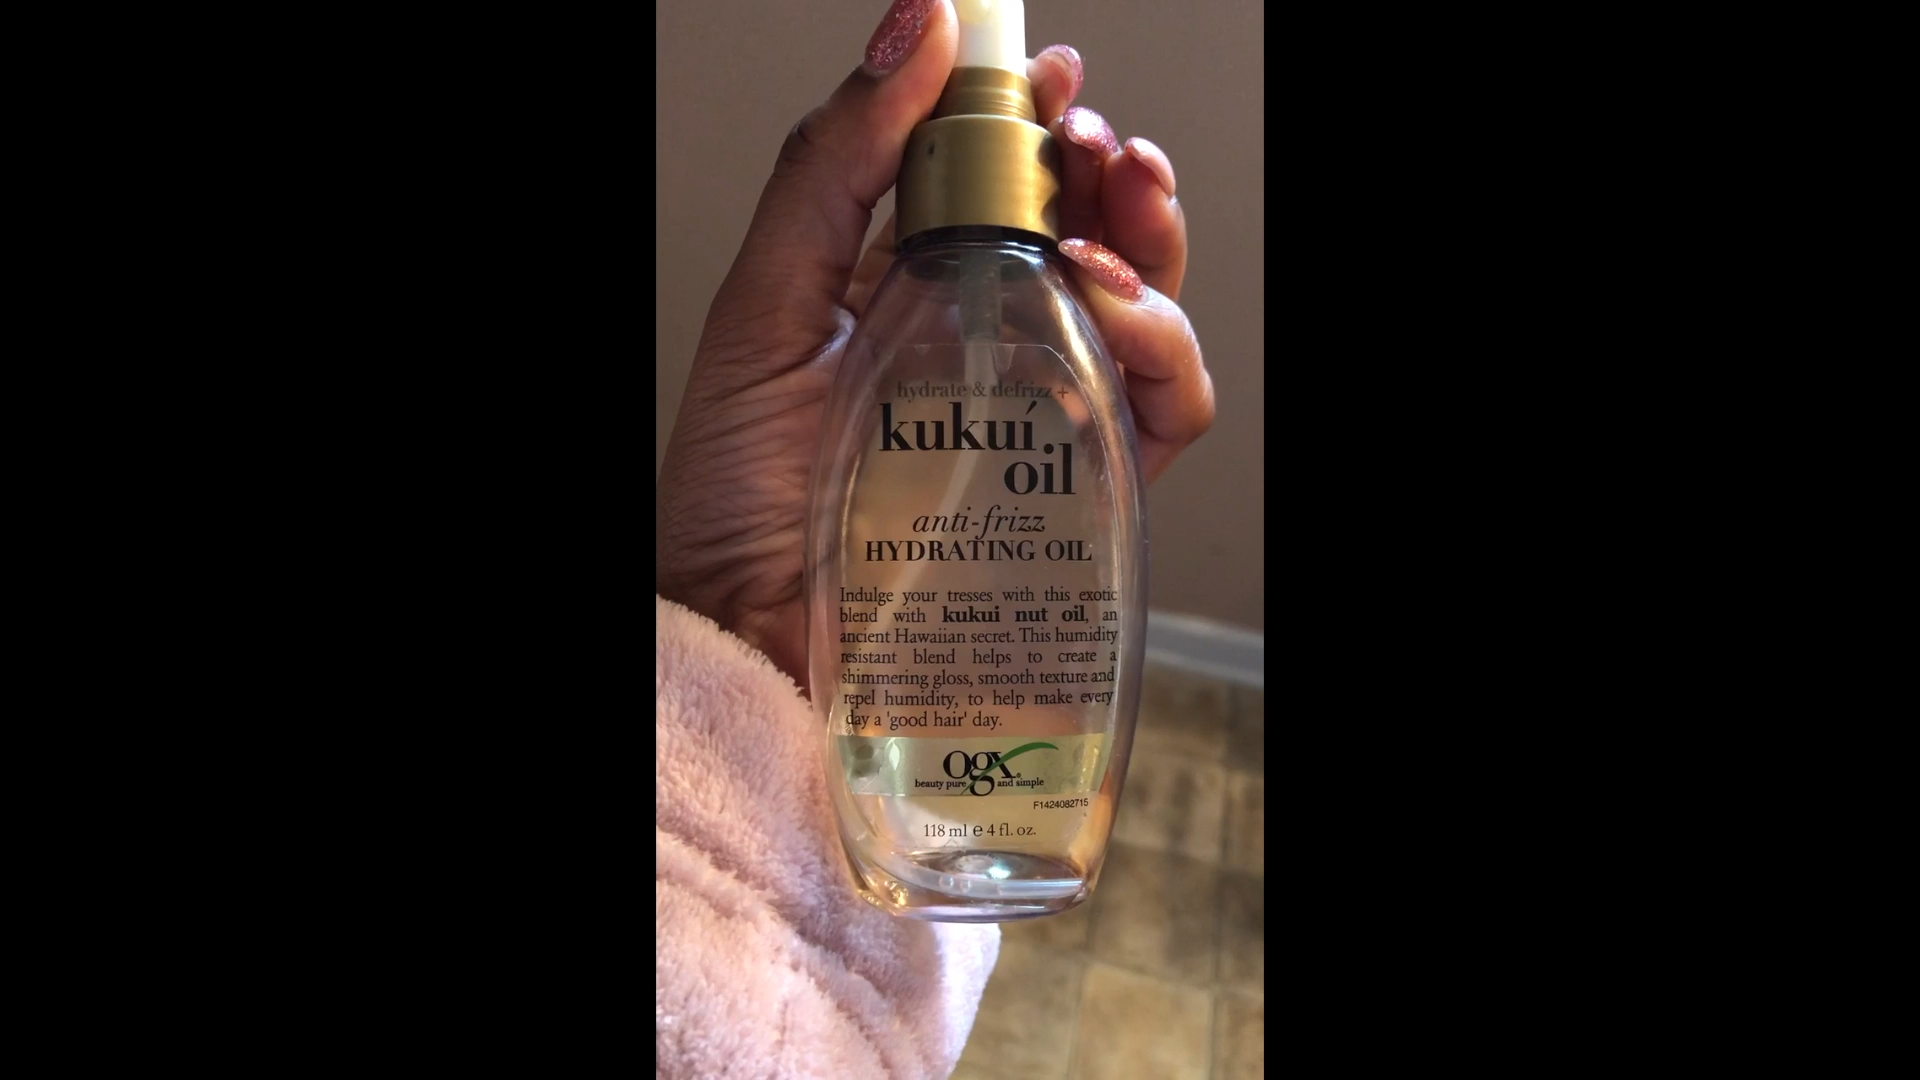 hydrate & defrizz +
kukuí
oil
anti-frizz
HYDRATING OIL
Indulge your tresses with this exotic
blend with kukui nut oil, an
ancient Hawaiian secret. This humidity
resistant blend helps to create a
shimmering gloss, smooth texture and
repel humidity, to help make every
day a 'good hair' day.
ogx®
beauty pure and simple
F1424082715
118 ml ℮ 4 fl. oz.